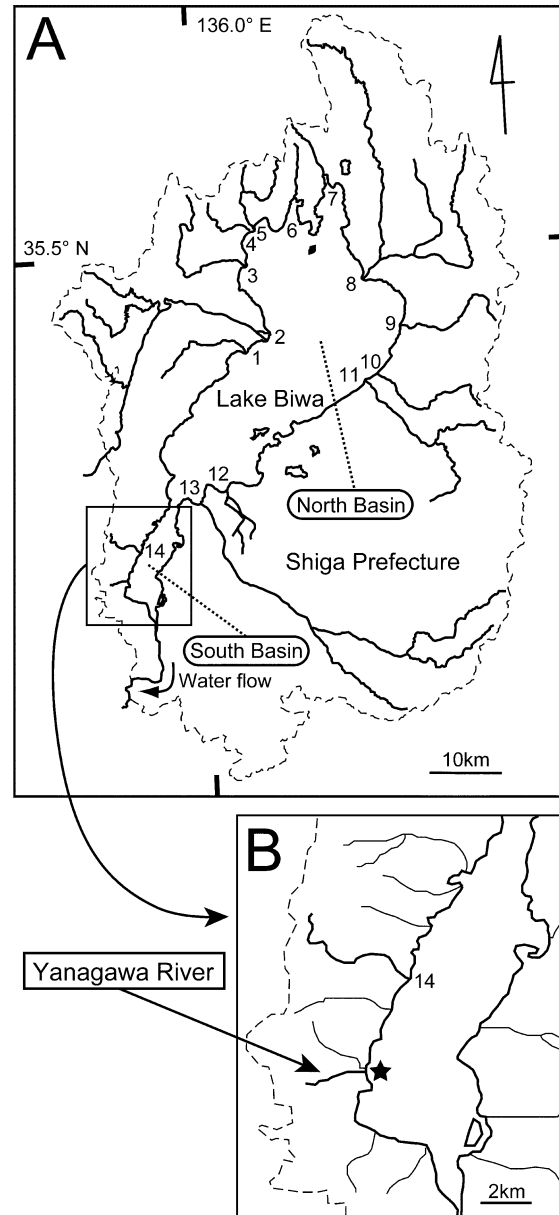 A
136.0° E
35.5° N
7
5
6
4
3
8
9
2
1
10
11
Lake Biwa
12
13
North Basin
14
Shiga Prefecture
South Basin
Water flow
10km
B
Yanagawa River
14
2km